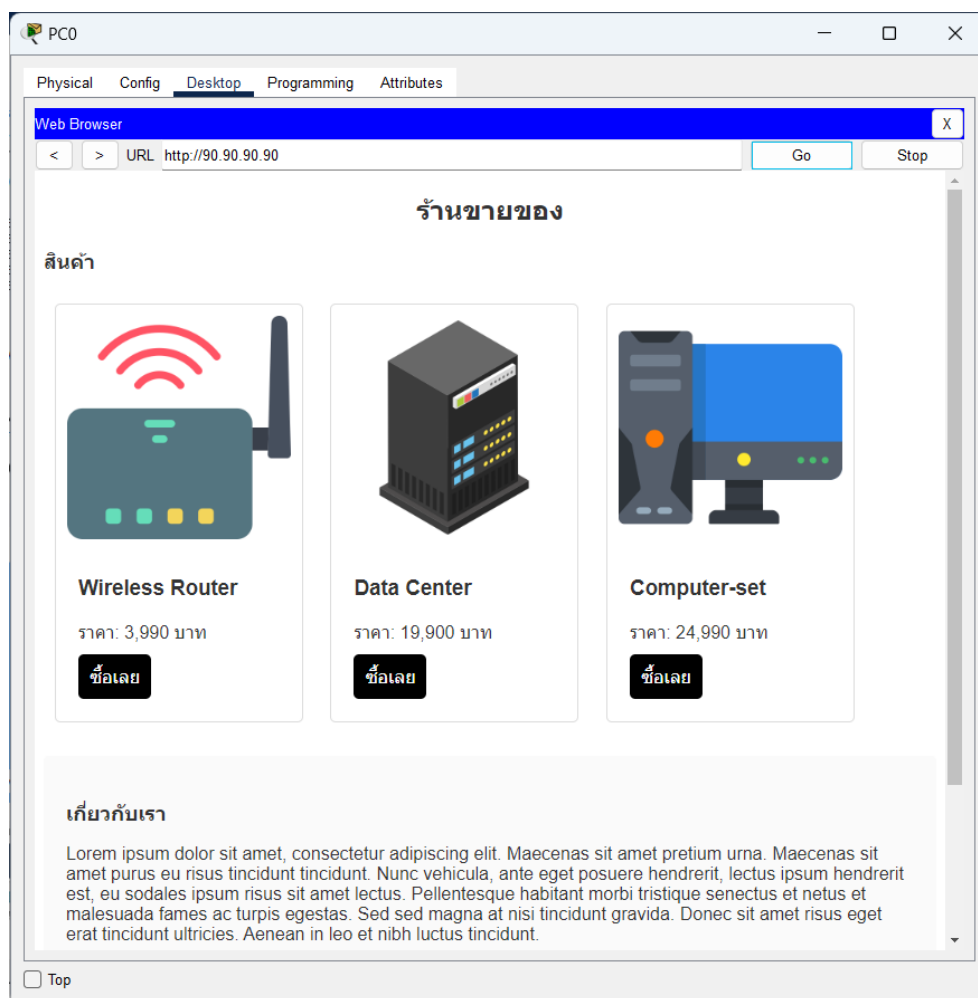 PC0
Physical Config Desktop Programming Attributes
Web Browser X
< > URL http://90.90.90.90 Go Stop
ร้านขายของ
สินค้า
Wireless Router Data Center Computer-set
ราคา: 3,990 บาท ราคา: 19,900 บาท ราคา: 24,990 บาท
ซื้อเลย ซื้อเลย ซื้อเลย
เกี่ยวกับเรา
Lorem ipsum dolor sit amet, consectetur adipiscing elit. Maecenas sit amet pretium urna. Maecenas sit
amet purus eu risus tincidunt tincidunt. Nunc vehicula, ante eget posuere hendrerit, lectus ipsum hendrerit
est, eu sodales ipsum risus sit amet lectus. Pellentesque habitant morbi tristique senectus et netus et
malesuada fames ac turpis egestas. Sed sed magna at nisi tincidunt gravida. Donec sit amet risus eget
erat tincidunt ultricies. Aenean in leo et nibh luctus tincidunt.
Top